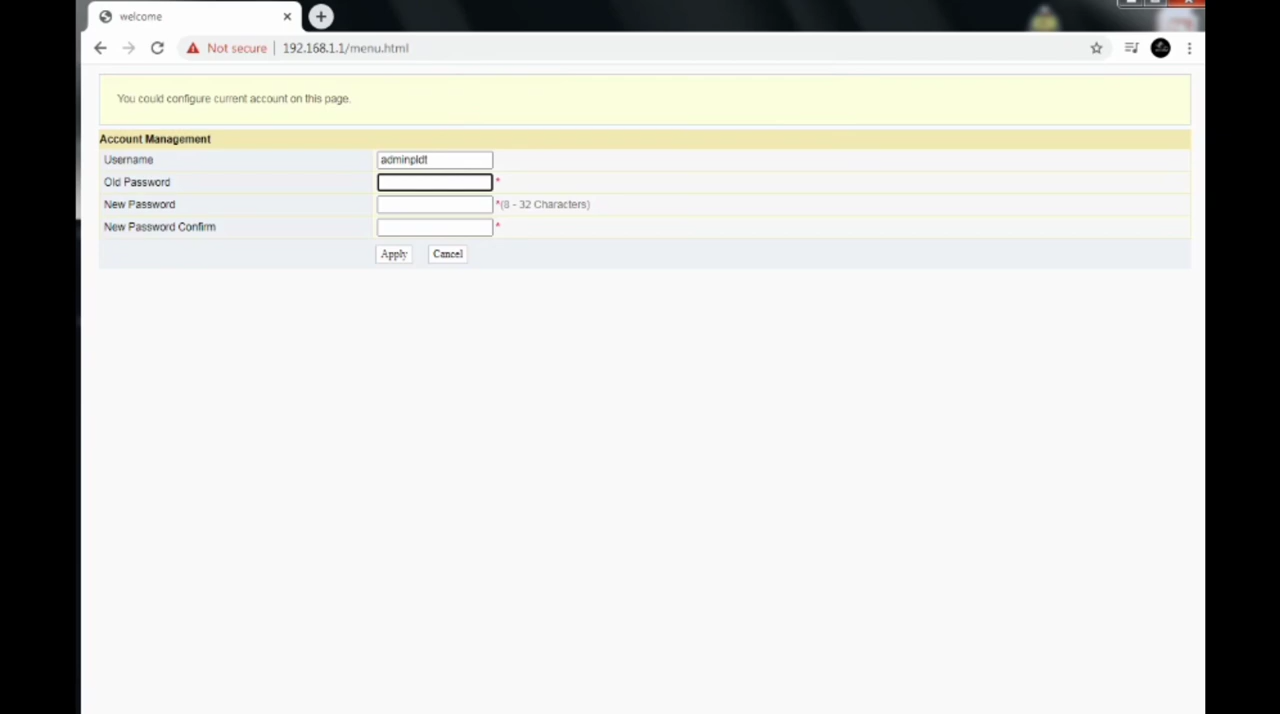 welcome
Not secure 192.168.1.1/menu.html
You could configure current account on this page.
Account Management
Username adminpldt
Old Password *
New Password *(8 - 32 Characters)
New Password Confirm *
Apply Cancel